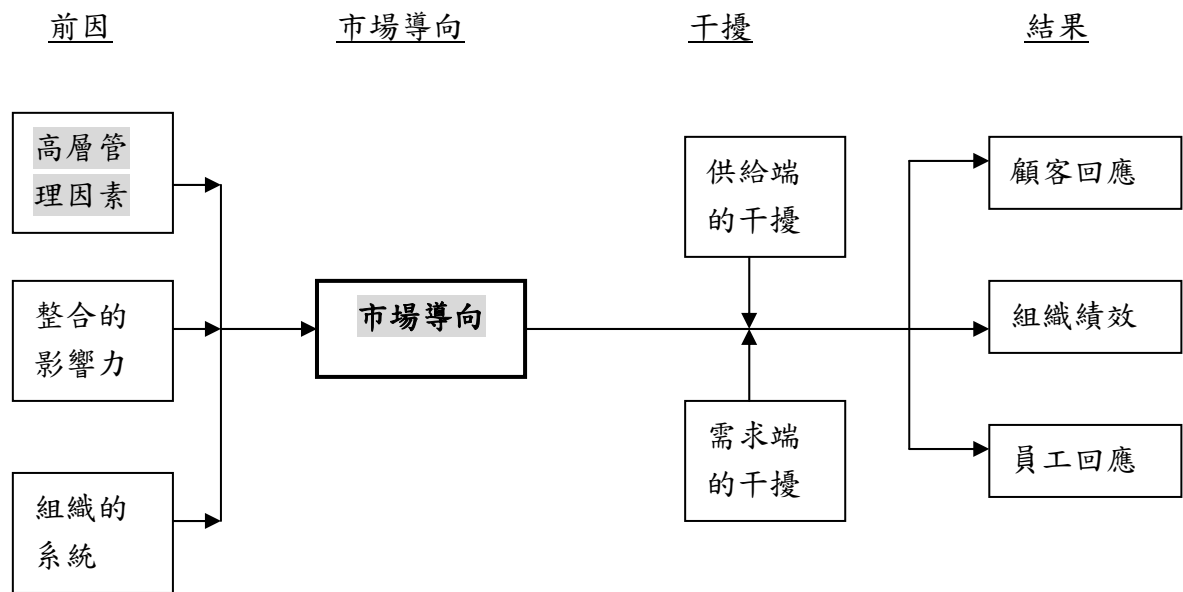 前因 市場導向 干擾 結果
高層管
理因素
供給端
的干擾
顧客回應
整合的
影響力
市場導向
組織績效
需求端
的干擾
員工回應
組織的
系統